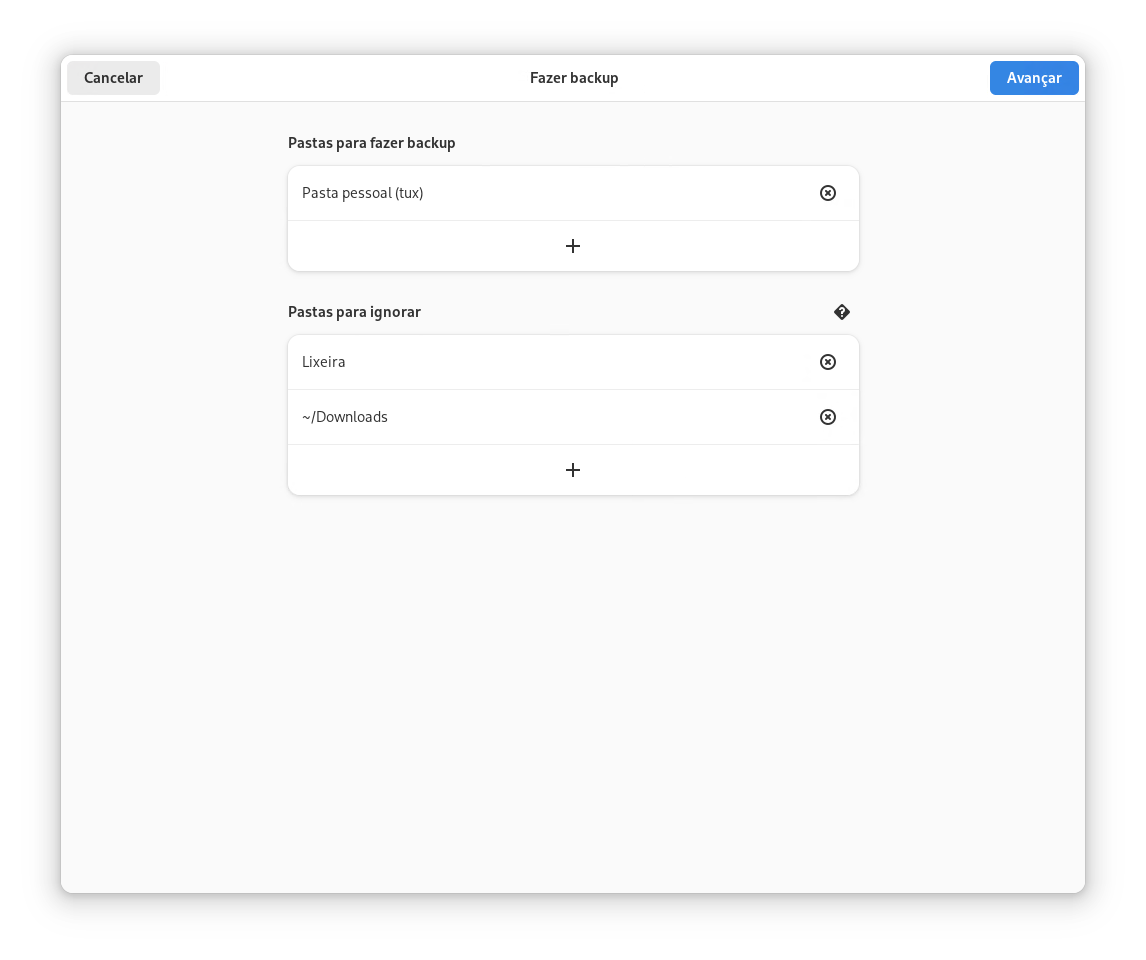 Cancelar
Fazer backup
Avançar
Pastas para fazer backup
Pasta pessoal (tux)
Pastas para ignorar
Lixeira
~/Downloads